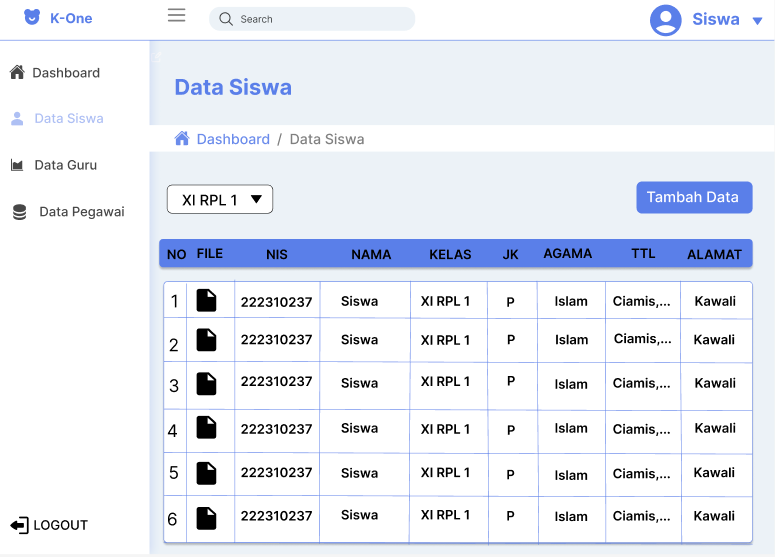 K-One
Search
Siswa
Dashboard
Data Siswa
Data Guru
Data Pegawai
LOGOUT
Data Siswa
Dashboard / Data Siswa
XI RPL 1
Tambah Data
NO FILE NIS NAMA KELAS JK AGAMA TTL ALAMAT
1 222310237 Siswa XI RPL 1 P Islam Ciamis,... Kawali
2 222310237 Siswa XI RPL 1 P Islam Ciamis,... Kawali
3 222310237 Siswa XI RPL 1 P Islam Ciamis,... Kawali
4 222310237 Siswa XI RPL 1 P Islam Ciamis,... Kawali
5 222310237 Siswa XI RPL 1 P Islam Ciamis,... Kawali
6 222310237 Siswa XI RPL 1 P Islam Ciamis,... Kawali